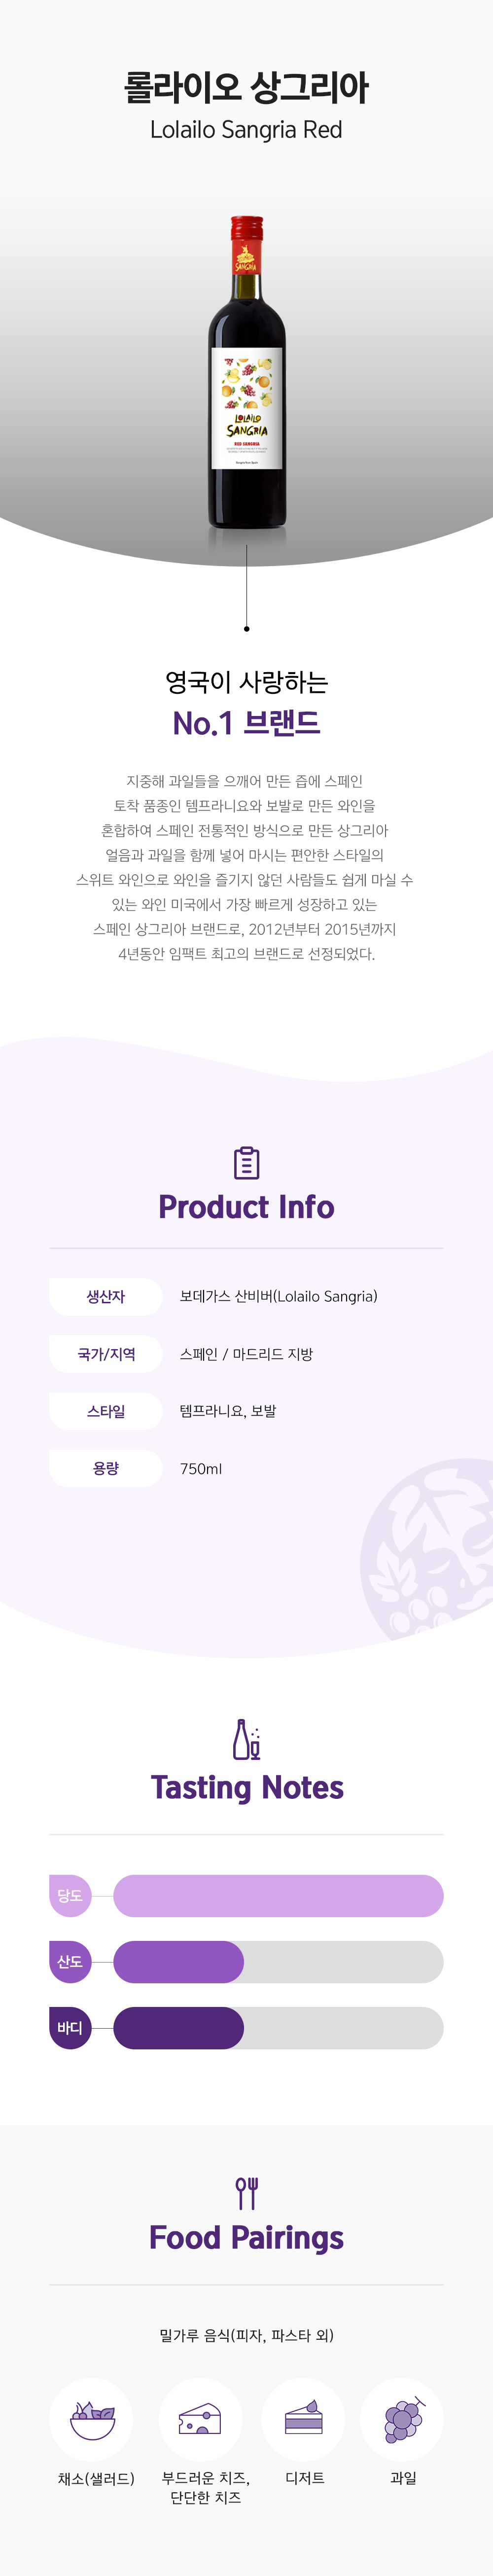 롤라이오 상그리아
Lolailo Sangria Red
SANGRIA
LOLAILO
SANGRIA
RED SANGRIA
영국이 사랑하는
No.1 브랜드
지중해 과일들을 으깨어 만든 즙에 스페인
토착 품종인 템프라니요와 보발로 만든 와인을
혼합하여 스페인 전통적인 방식으로 만든 상그리아
얼음과 과일을 함께 넣어 마시는 편안한 스타일의
스위트 와인으로 와인을 즐기지 않던 사람들도 쉽게 마실 수
있는 와인 미국에서 가장 빠르게 성장하고 있는
스페인 상그리아 브랜드로, 2012년부터 2015년까지
4년동안 임팩트 최고의 브랜드로 선정되었다.
Product Info
생산자 보데가스 산비버(Lolailo Sangria)
국가/지역 스페인 / 마드리드 지방
스타일 템프라니요, 보발
용량 750ml
Tasting Notes
당도
산도
바디
Food Pairings
밀가루 음식(피자, 파스타 외)
채소(샐러드) 부드러운 치즈, 디저트 과일
단단한 치즈